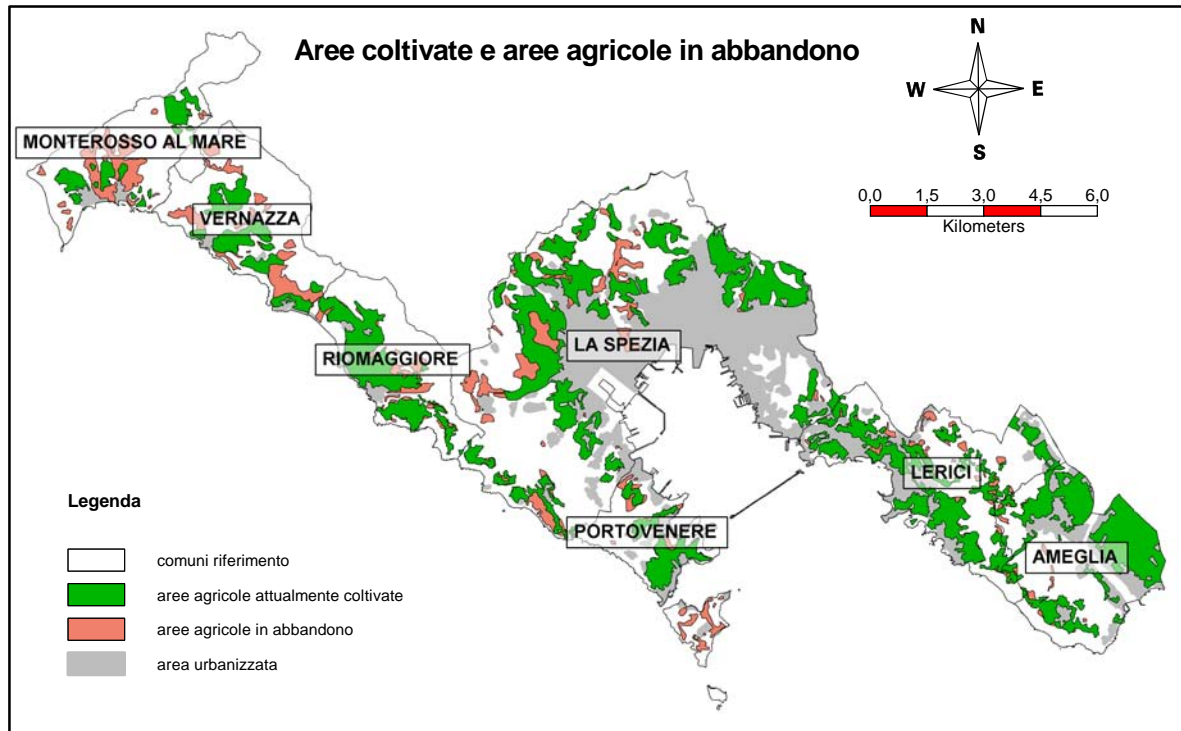 Aree coltivate e aree agricole in abbandono
N
W E
S
0,0 1,5 3,0 4,5 6,0
Kilometers
MONTEROSSO AL MARE
VERNAZZA
RIOMAGGIORE
LA SPEZIA
LERICI
PORTOVENERE
AMEGLIA
Legenda
comuni riferimento
aree agricole attualmente coltivate
aree agricole in abbandono
area urbanizzata